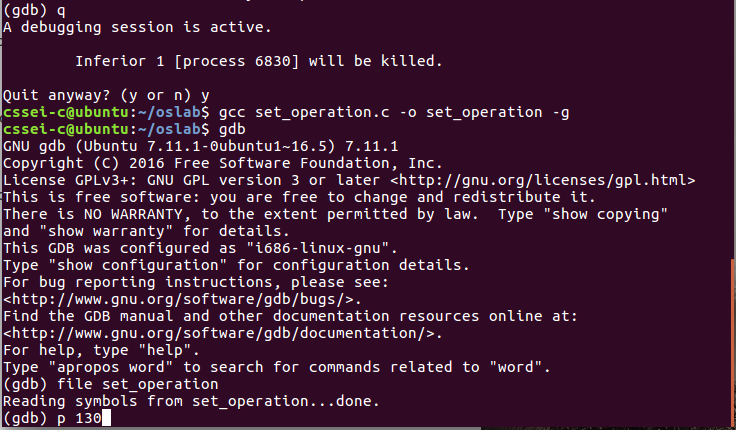 (gdb) q
A debugging session is active.
Inferior 1 [process 6830] will be killed.
Quit anyway? (y or n) y
cssei-c@ubuntu:~/oslab$ gcc set_operation.c -o set_operation -g
cssei-c@ubuntu:~/oslab$ gdb
GNU gdb (Ubuntu 7.11.1-0ubuntu1~16.5) 7.11.1
Copyright (C) 2016 Free Software Foundation, Inc.
License GPLv3+: GNU GPL version 3 or later <http://gnu.org/licenses/gpl.html>
This is free software: you are free to change and redistribute it.
There is NO WARRANTY, to the extent permitted by law.  Type "show copying"
and "show warranty" for details.
This GDB was configured as "i686-linux-gnu".
Type "show configuration" for configuration details.
For bug reporting instructions, please see:
<http://www.gnu.org/software/gdb/bugs/>.
Find the GDB manual and other documentation resources online at:
<http://www.gnu.org/software/gdb/documentation/>.
For help, type "help".
Type "apropos word" to search for commands related to "word".
(gdb) file set_operation
Reading symbols from set_operation...done.
(gdb) p 130